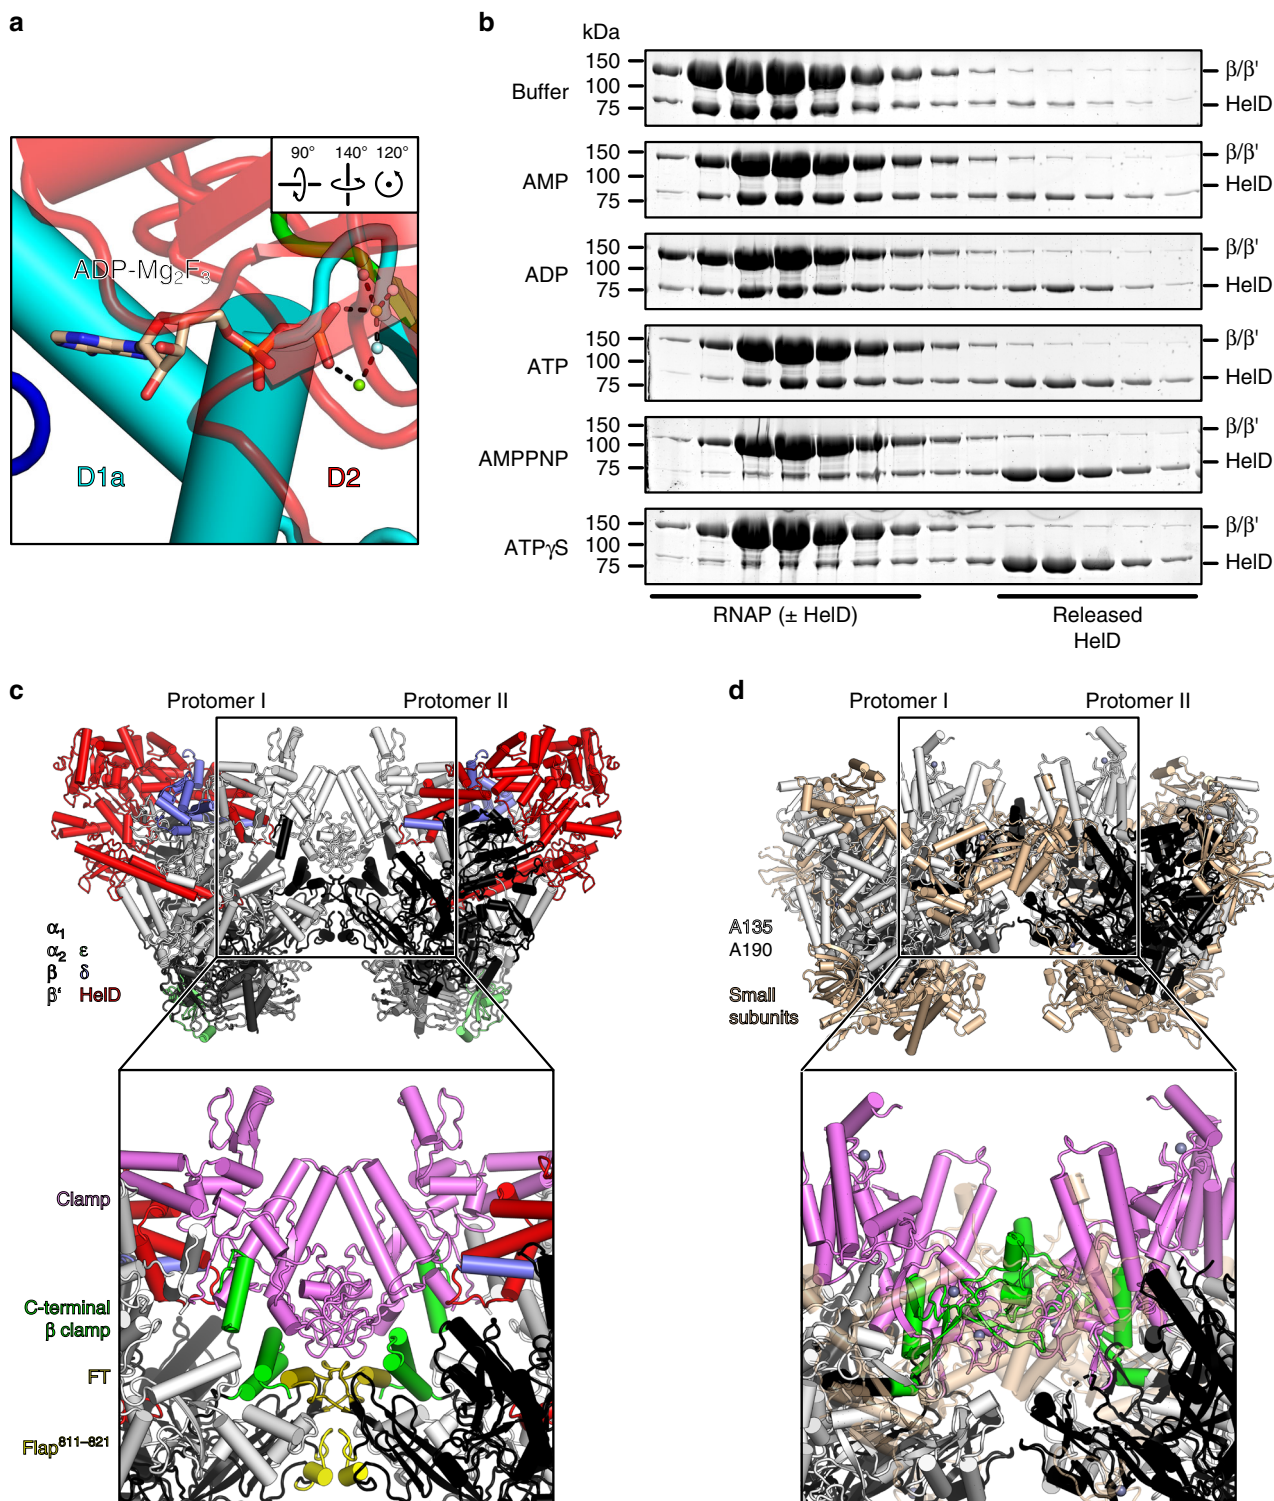 a
90° 140° 120°
ADP-Mg₂F₃
D1a
D2
b
kDa
Buffer
150
100
75
β/β'
HelD
AMP
150
100
75
β/β'
HelD
ADP
150
100
75
β/β'
HelD
ATP
150
100
75
β/β'
HelD
AMPPNP
150
100
75
β/β'
HelD
ATPγS
150
100
75
β/β'
HelD
RNAP (± HelD)
Released
HelD
c
Protomer I
Protomer II
α₁
α₂ ε
β δ
β' HelD
Clamp
C-terminal
β clamp
FT
Flap⁸¹¹⁻⁸²¹
d
Protomer I
Protomer II
A135
A190
Small
subunits